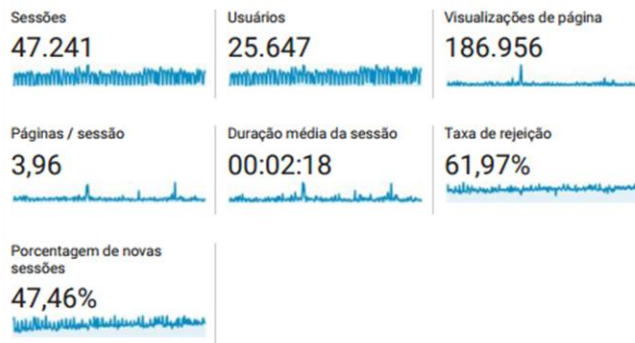 Sessões
47.241
Usuários
25.647
Visualizações de página
186.956
Páginas / sessão
3,96
Duração média da sessão
00:02:18
Taxa de rejeição
61,97%
Porcentagem de novas
sessões
47,46%